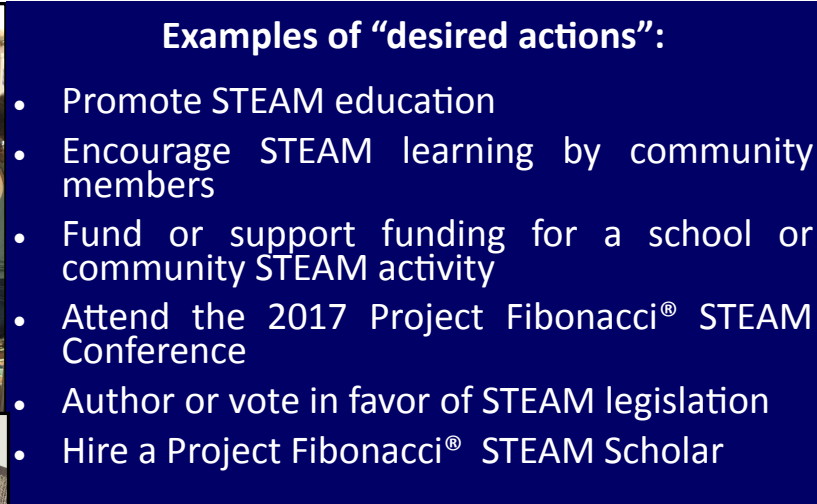 Examples of “desired actions”:
• Promote STEAM education
• Encourage STEAM learning by community
members
• Fund or support funding for a school or
community STEAM activity
• Attend the 2017 Project Fibonacci® STEAM
Conference
• Author or vote in favor of STEAM legislation
• Hire a Project Fibonacci® STEAM Scholar